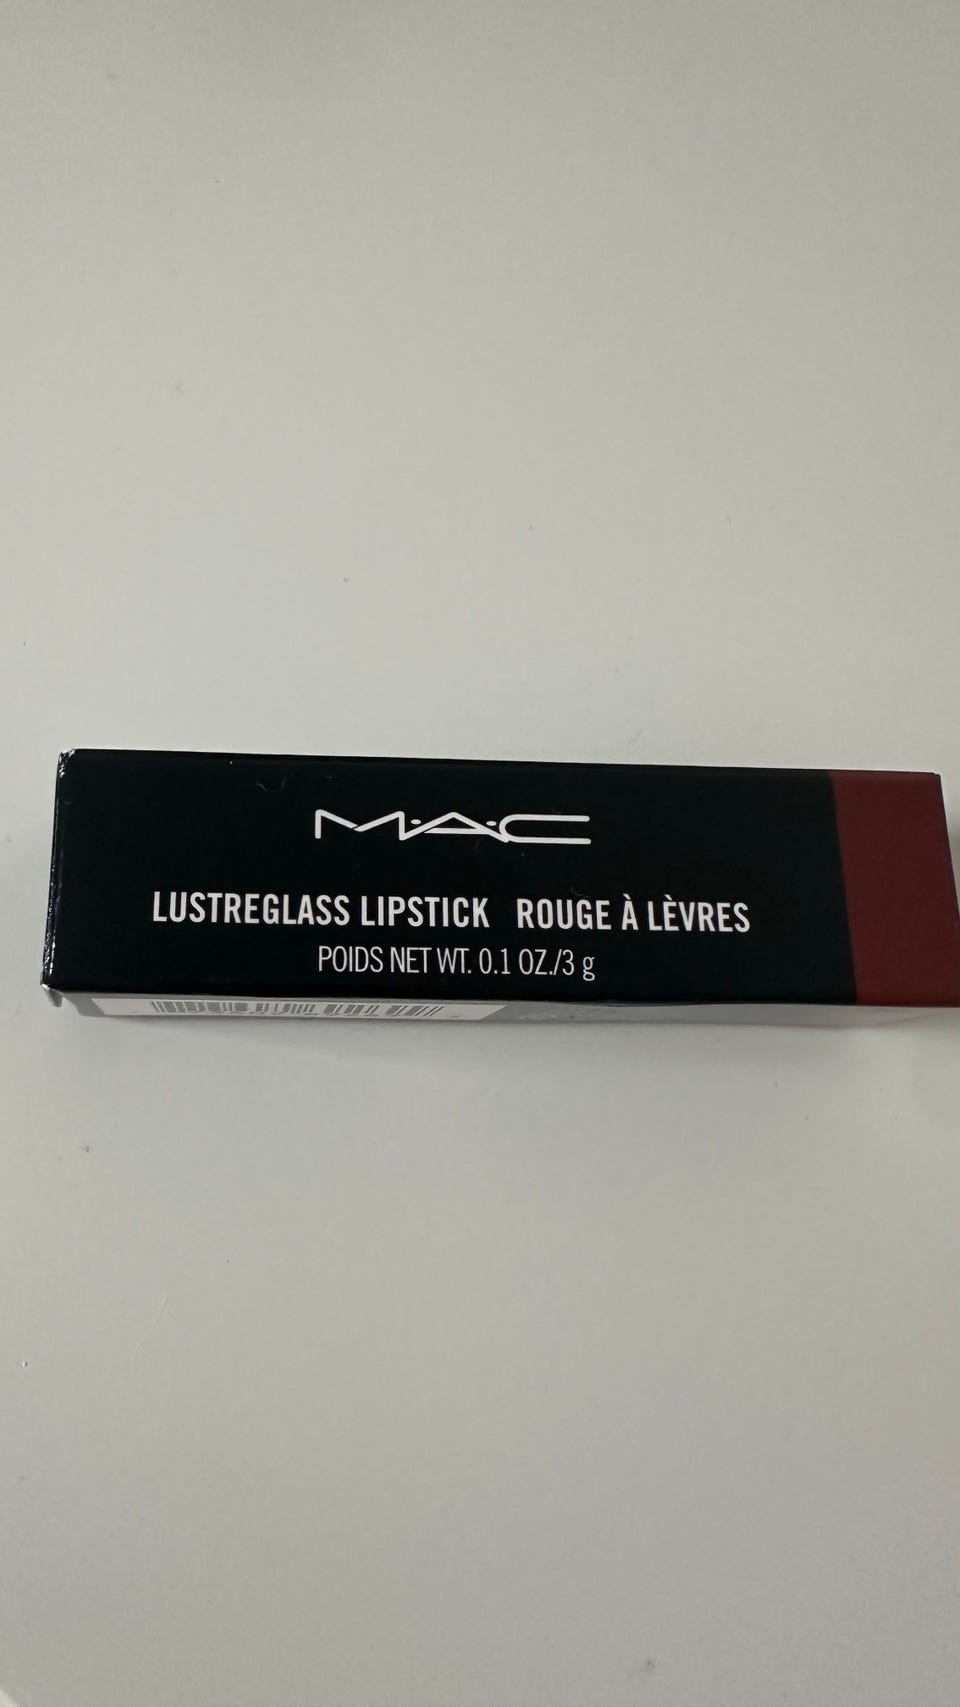 M·A·C
LUSTREGLASS LIPSTICK ROUGE À LÈVRES
POIDS NET WT. 0.1 OZ./3 g